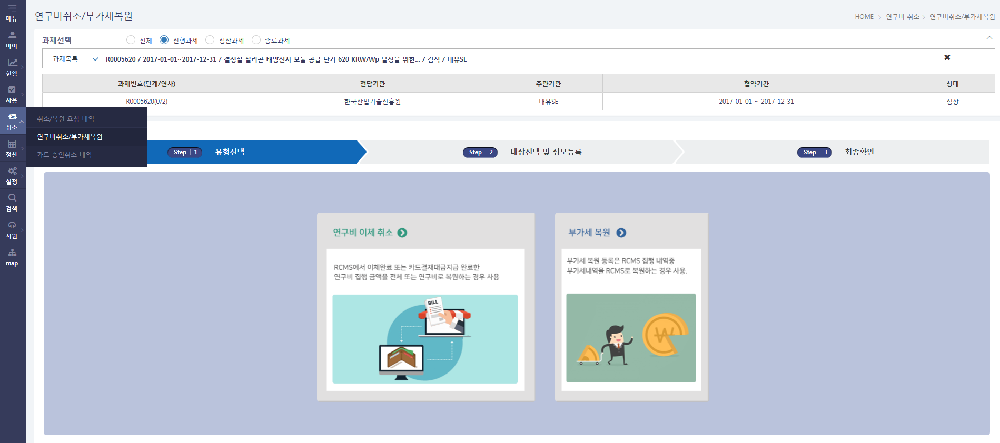 메뉴
마이
현황
사용
취소
정산
설정
검색
지원
map
연구비취소/부가세복원
HOME > 연구비 취소 > 연구비취소/부가세복원
과제선택 전체 진행과제 정산과제 종료과제
과제목록 R0005620 / 2017-01-01~2017-12-31 / 결정질 실리콘 태양전지 모듈 공급 단가 620 KRW/Wp 달성을 위한... / 김석 / 대유SE
과제번호(단계/연차) 전담기관 주관기관 협약기간 상태
R0005620(0/2) 한국산업기술진흥원 대유SE 2017-01-01 ~ 2017-12-31 정상
취소/복원 요청 내역
연구비취소/부가세복원
카드 승인취소 내역
Step | 1 유형선택
Step | 2 대상선택 및 정보등록
Step | 3 최종확인
연구비 이체 취소
RCMS에서 이체완료 또는 카드결재대금지급 완료한
연구비 집행 금액을 전체 또는 연구비로 복원하는 경우 사용
BILL
부가세 복원
부가세 복원 등록은 RCMS 집행 내역중
부가세내역을 RCMS로 복원하는 경우 사용.
₩